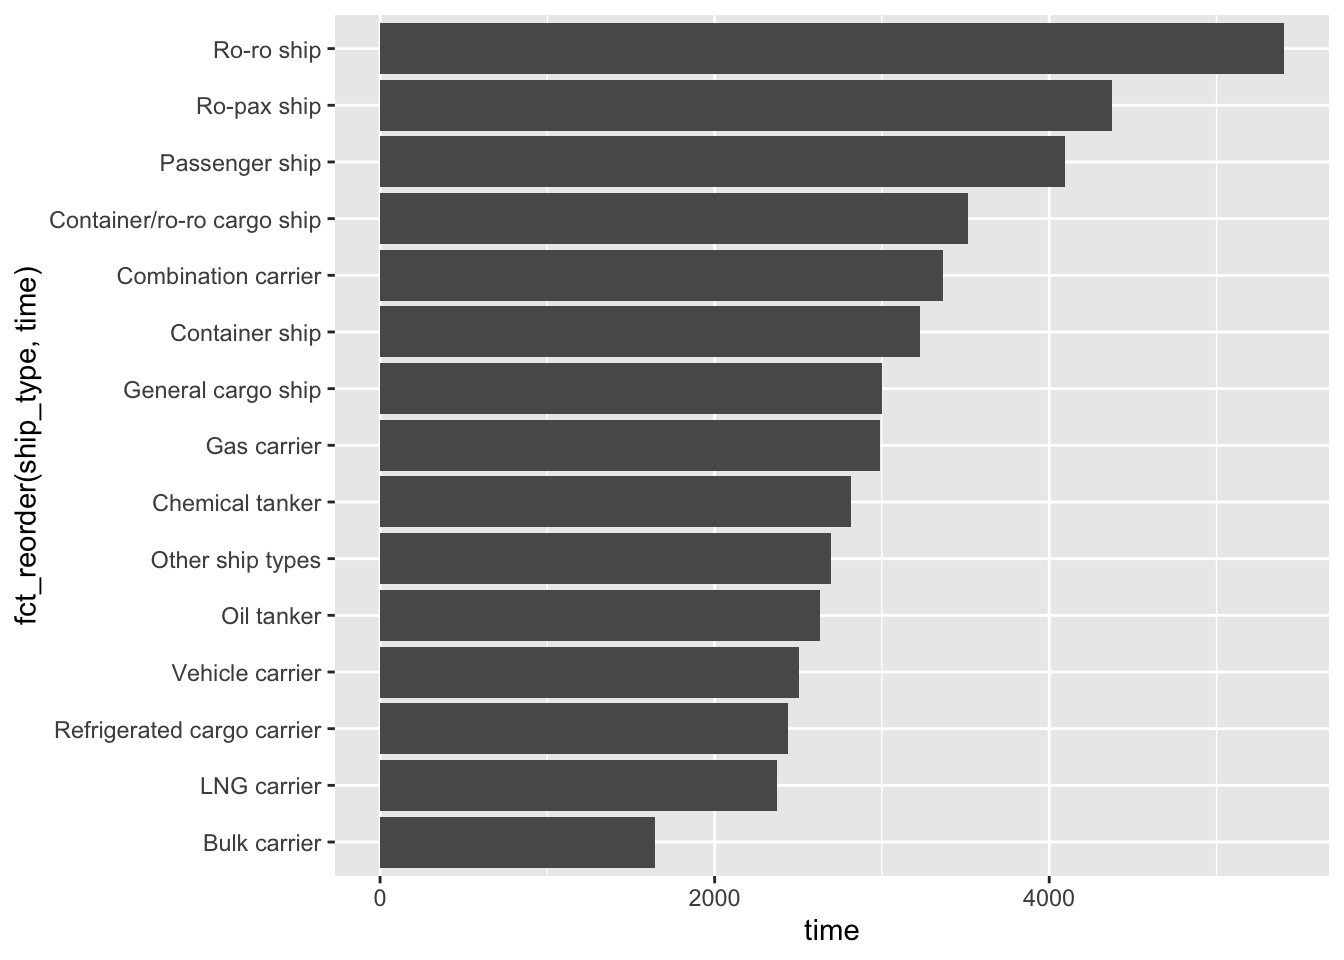 fct_reorder(ship_type, time)
Ro-ro ship
Ro-pax ship
Passenger ship
Container/ro-ro cargo ship
Combination carrier
Container ship
General cargo ship
Gas carrier
Chemical tanker
Other ship types
Oil tanker
Vehicle carrier
Refrigerated cargo carrier
LNG carrier
Bulk carrier
0 2000 4000
time